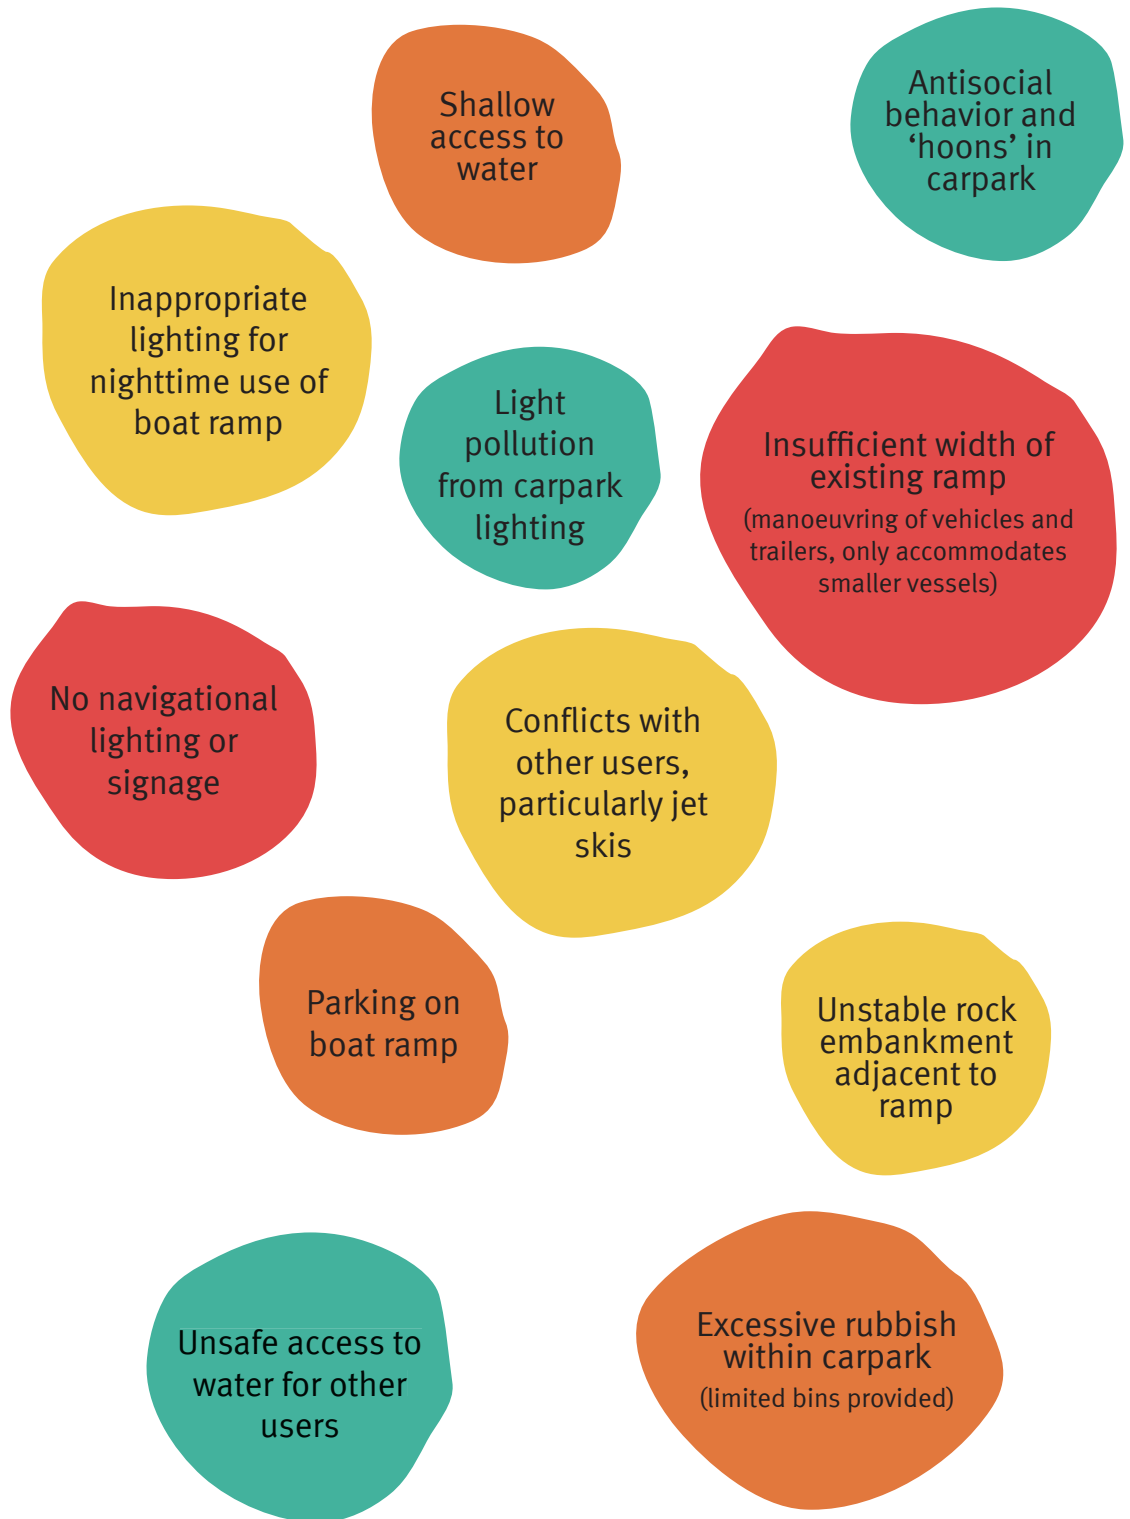 Shallow
access to
water
Antisocial
behavior and
‘hoons’ in
carpark
Inappropriate
lighting for
nighttime use of
boat ramp
Light
pollution
from carpark
lighting
Insufficient width of
existing ramp
(manoeuvring of vehicles and
trailers, only accommodates
smaller vessels)
No navigational
lighting or
signage
Conflicts with
other users,
particularly jet
skis
Parking on
boat ramp
Unstable rock
embankment
adjacent to
ramp
Unsafe access to
water for other
users
Excessive rubbish
within carpark
(limited bins provided)